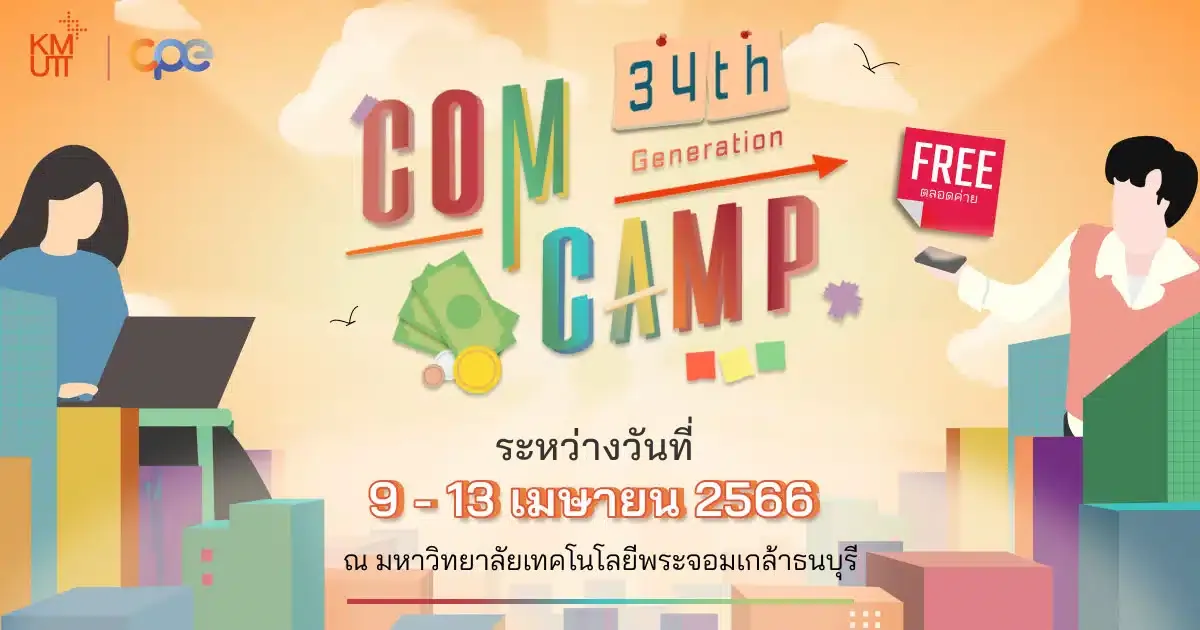 KM
UTT
cpe
34th
Generation
COM
CAMP
FREE
ตลอดค่าย
ระหว่างวันที่
9 - 13 เมษายน 2566
ณ มหาวิทยาลัยเทคโนโลยีพระจอมเกล้าธนบุรี